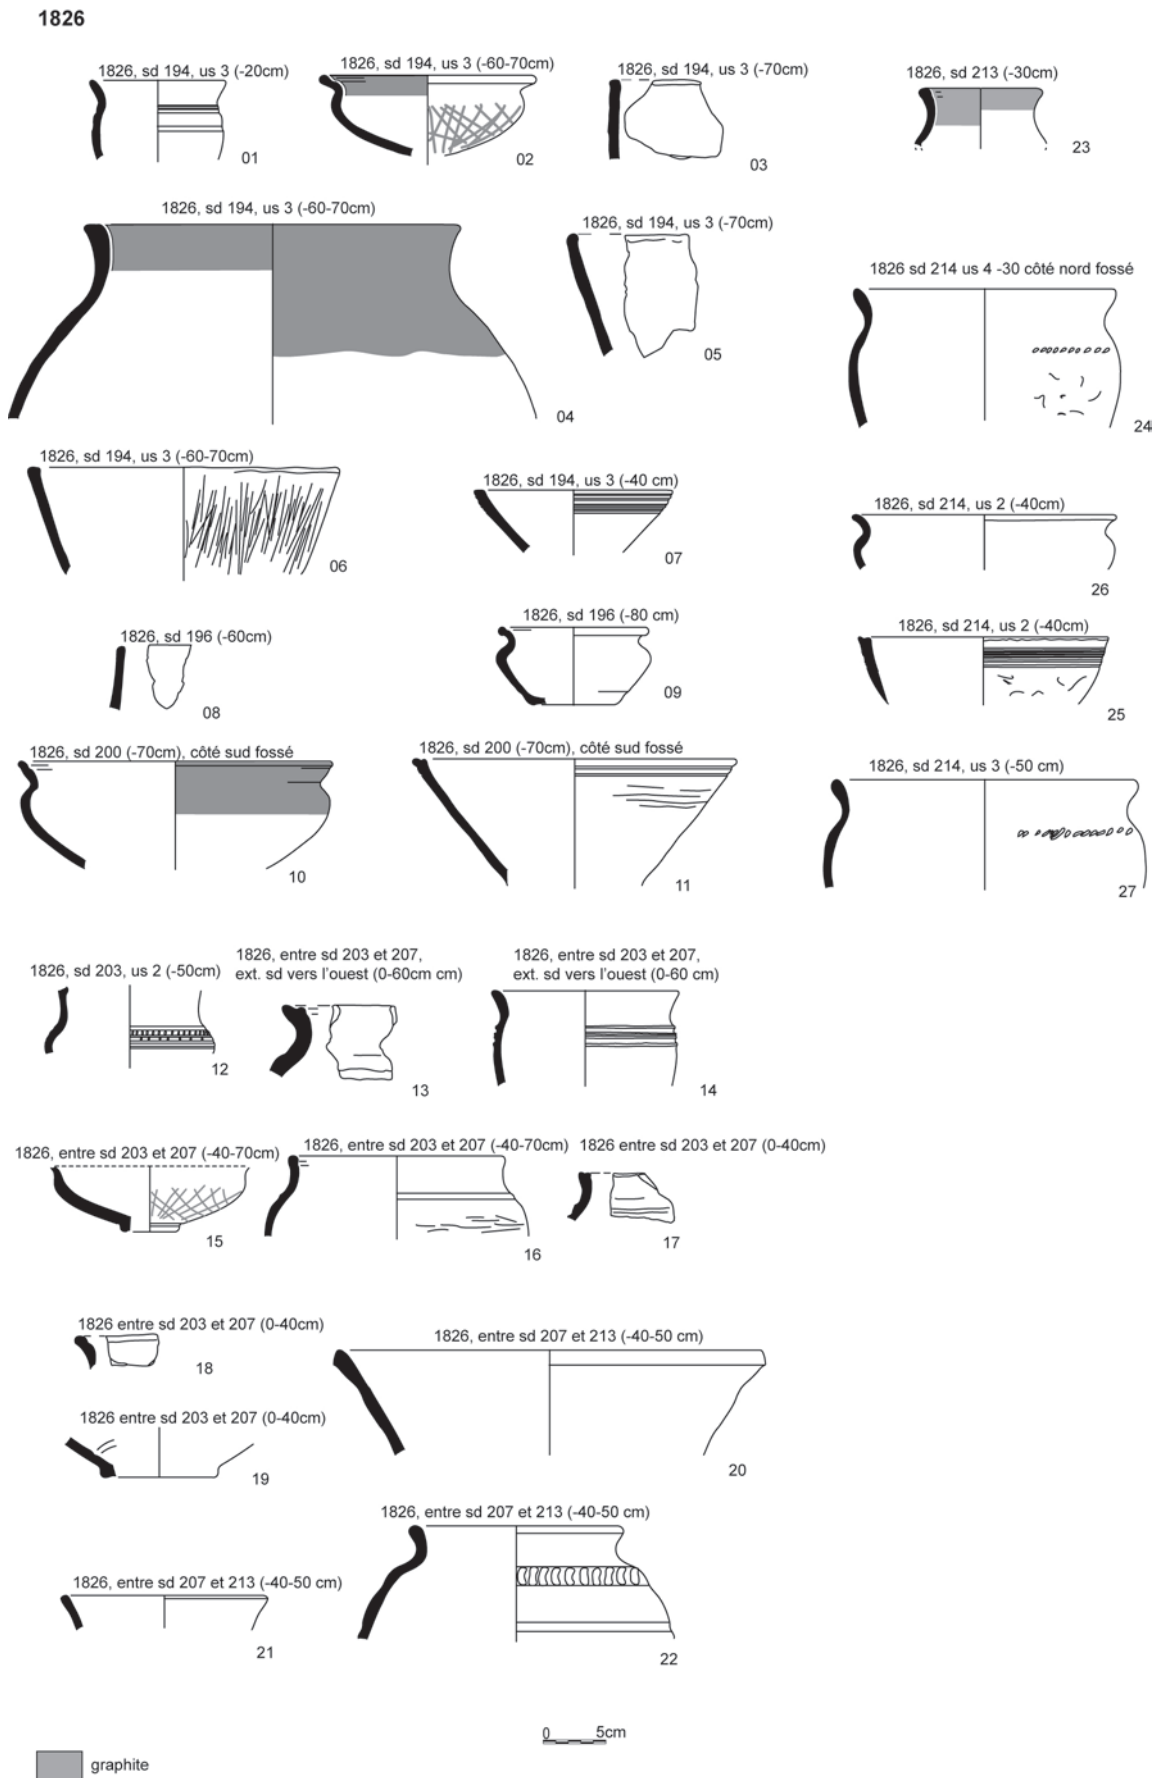 1826
1826, sd 194, us 3 (-20cm)
01
1826, sd 194, us 3 (-60-70cm)
02
1826, sd 194, us 3 (-70cm)
03
1826, sd 213 (-30cm)
23
1826, sd 194, us 3 (-60-70cm)
04
1826, sd 194, us 3 (-70cm)
05
1826 sd 214 us 4 -30 côté nord fossé
24
1826, sd 194, us 3 (-60-70cm)
06
1826, sd 194, us 3 (-40 cm)
07
1826, sd 214, us 2 (-40cm)
26
1826, sd 196 (-60cm)
08
1826, sd 196 (-80 cm)
09
1826, sd 214, us 2 (-40cm)
25
1826, sd 200 (-70cm), côté sud fossé
10
1826, sd 200 (-70cm), côté sud fossé
11
1826, sd 214, us 3 (-50 cm)
27
1826, sd 203, us 2 (-50cm)
12
1826, entre sd 203 et 207,
ext. sd vers l'ouest (0-60cm cm)
13
1826, entre sd 203 et 207,
ext. sd vers l'ouest (0-60 cm)
14
1826, entre sd 203 et 207 (-40-70cm)
15
1826, entre sd 203 et 207 (-40-70cm)
16
1826 entre sd 203 et 207 (0-40cm)
17
1826 entre sd 203 et 207 (0-40cm)
18
1826, entre sd 207 et 213 (-40-50 cm)
20
1826 entre sd 203 et 207 (0-40cm)
19
1826, entre sd 207 et 213 (-40-50 cm)
22
1826, entre sd 207 et 213 (-40-50 cm)
21
0 5cm
graphite